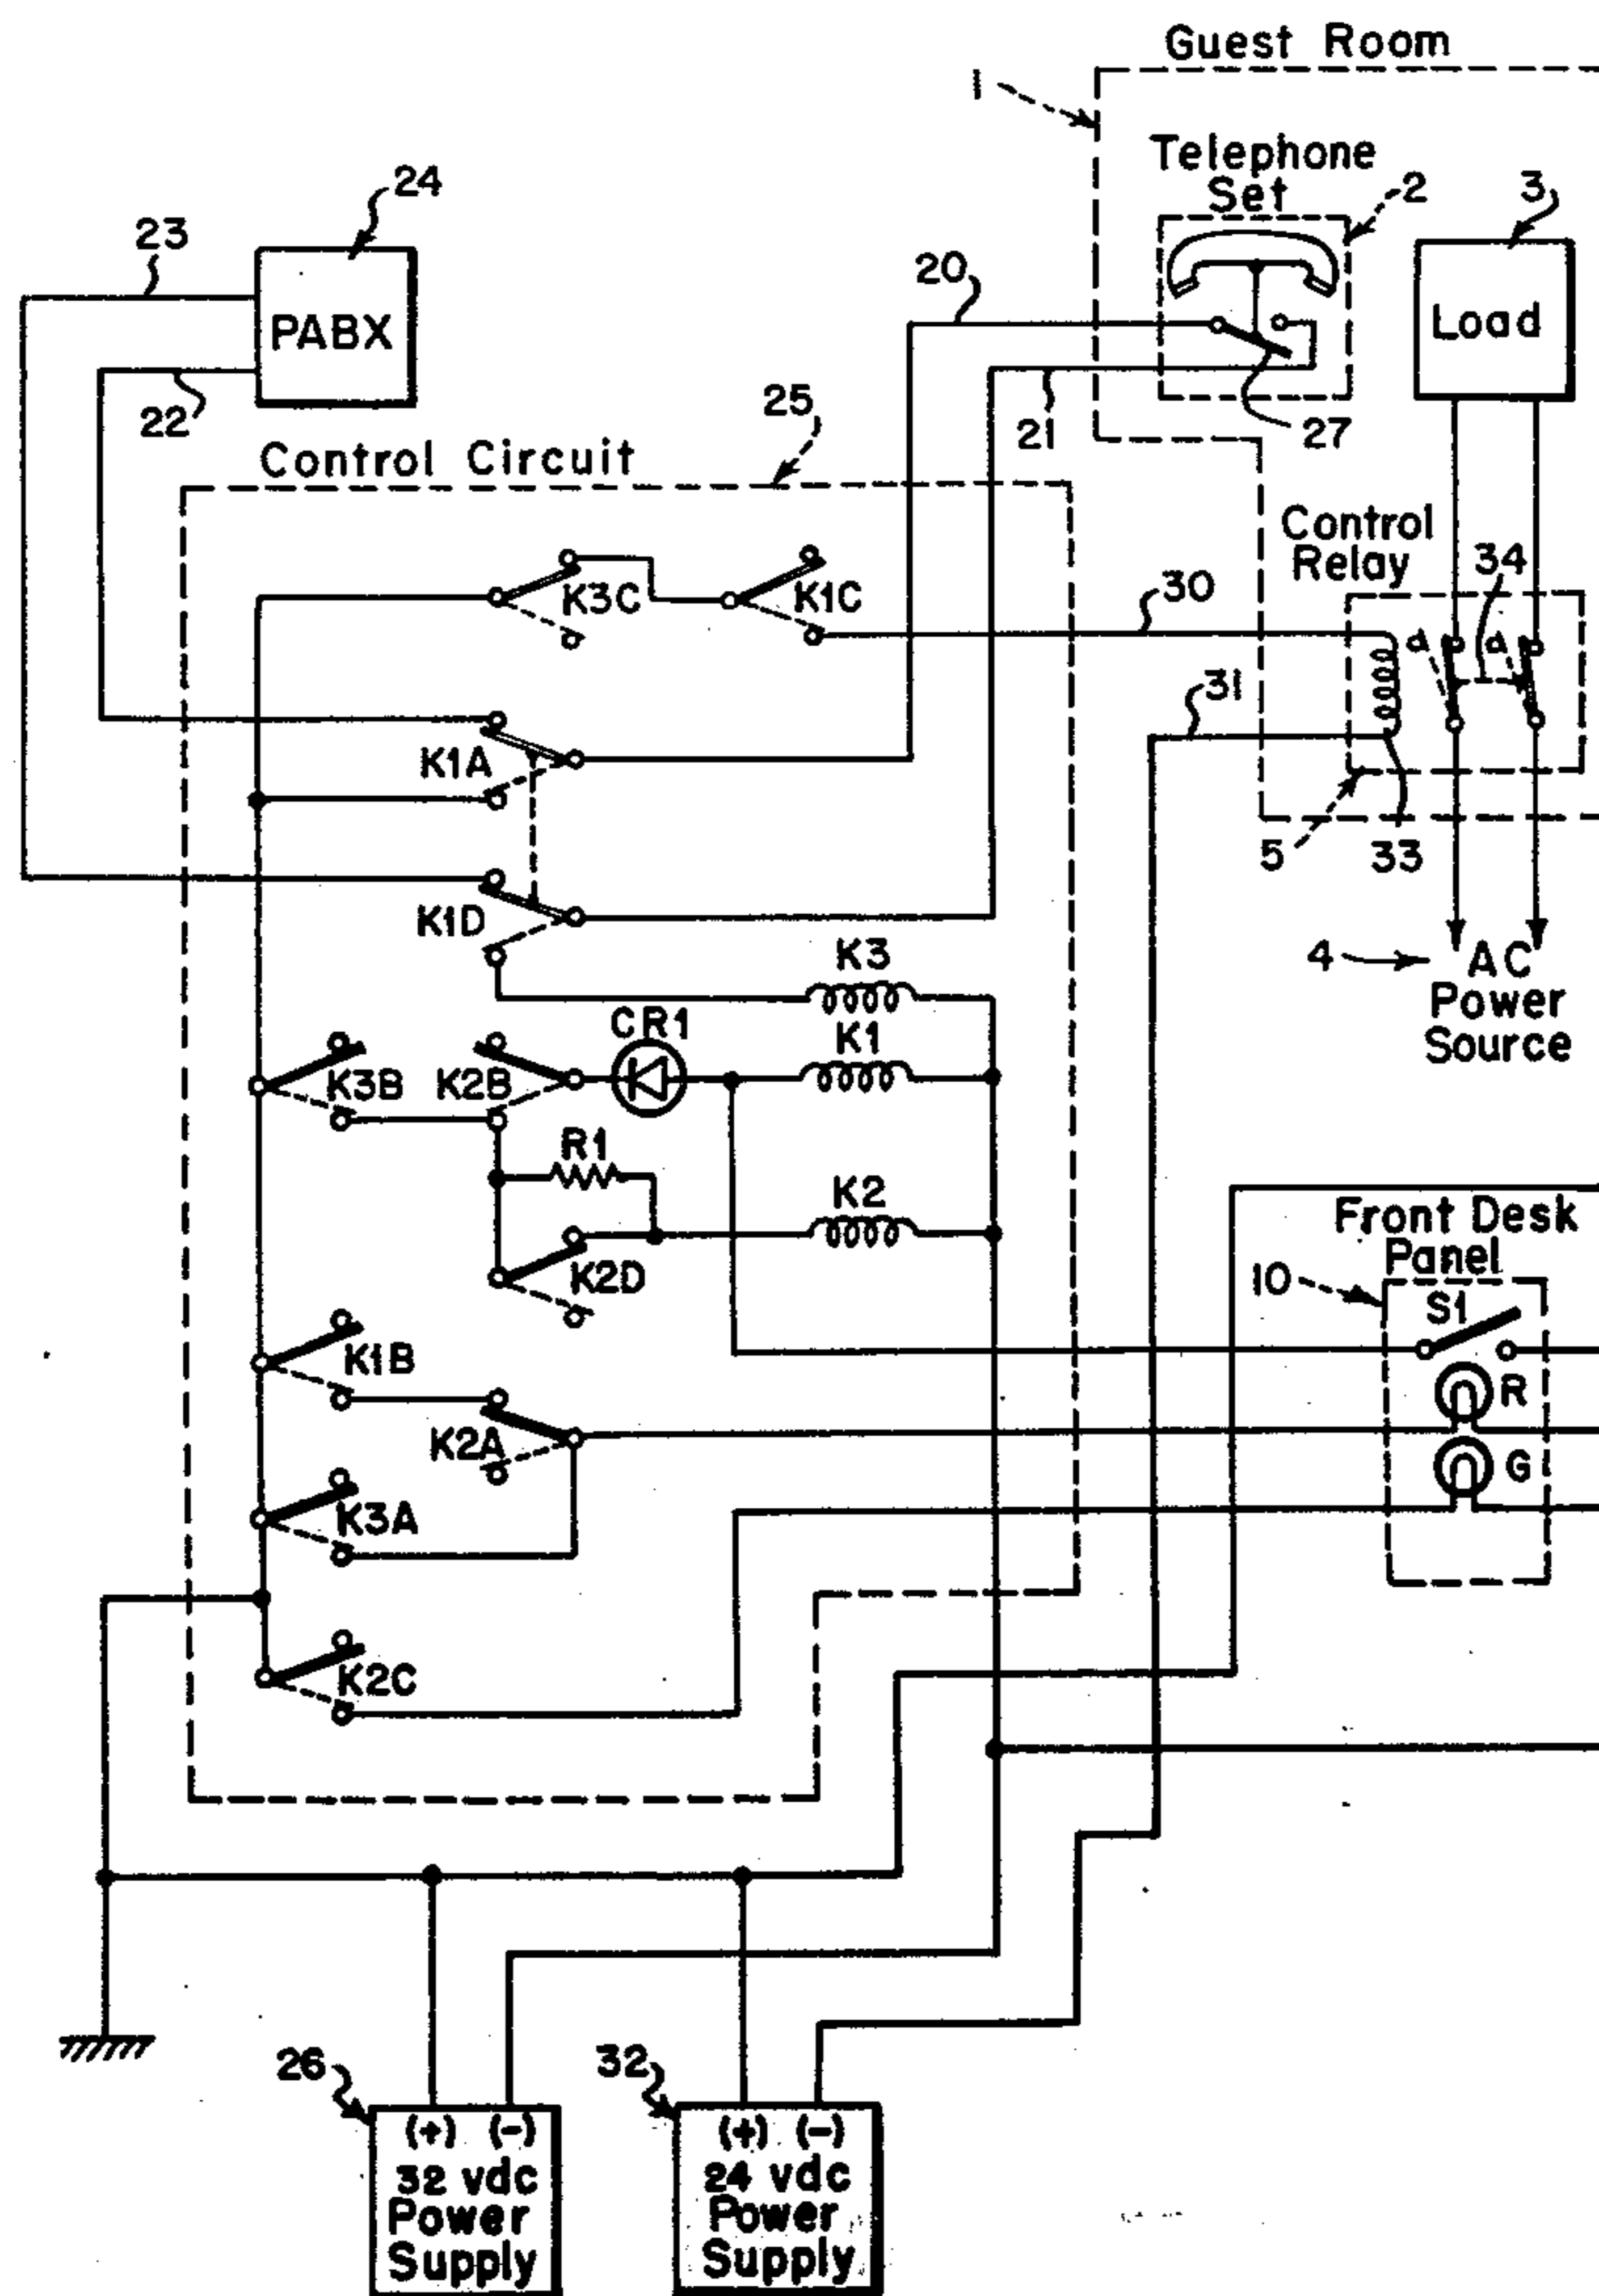 Guest Room
1
Telephone
Set
2
3
24
23
PABX
22
20
Load
21
27
25
Control Circuit
Control
Relay
34
K3C
K1C
30
31
K1A
5
33
K1D
4
AC
Power
Source
K3
CR1
K1
K3B
K2B
R1
K2
K2D
Front Desk
Panel
10
S1
K1B
R
K2A
G
K3A
K2C
26
32
(+) (-)
32 vdc
Power
Supply
(+) (-)
24 vdc
Power
Supply